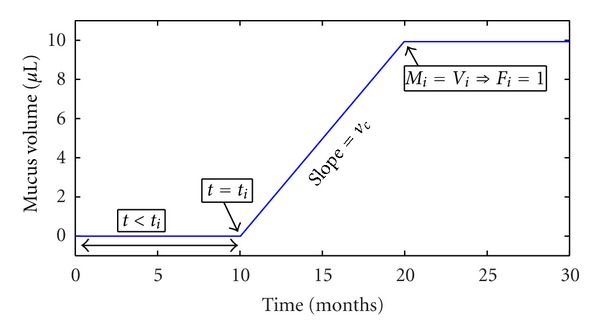 10
8
6
4
2
0
Mucus volume (μL)
M_i = V_i ⇒ F_i = 1
Slope = v_c
t = t_i
t < t_i
0 5 10 15 20 25 30
Time (months)